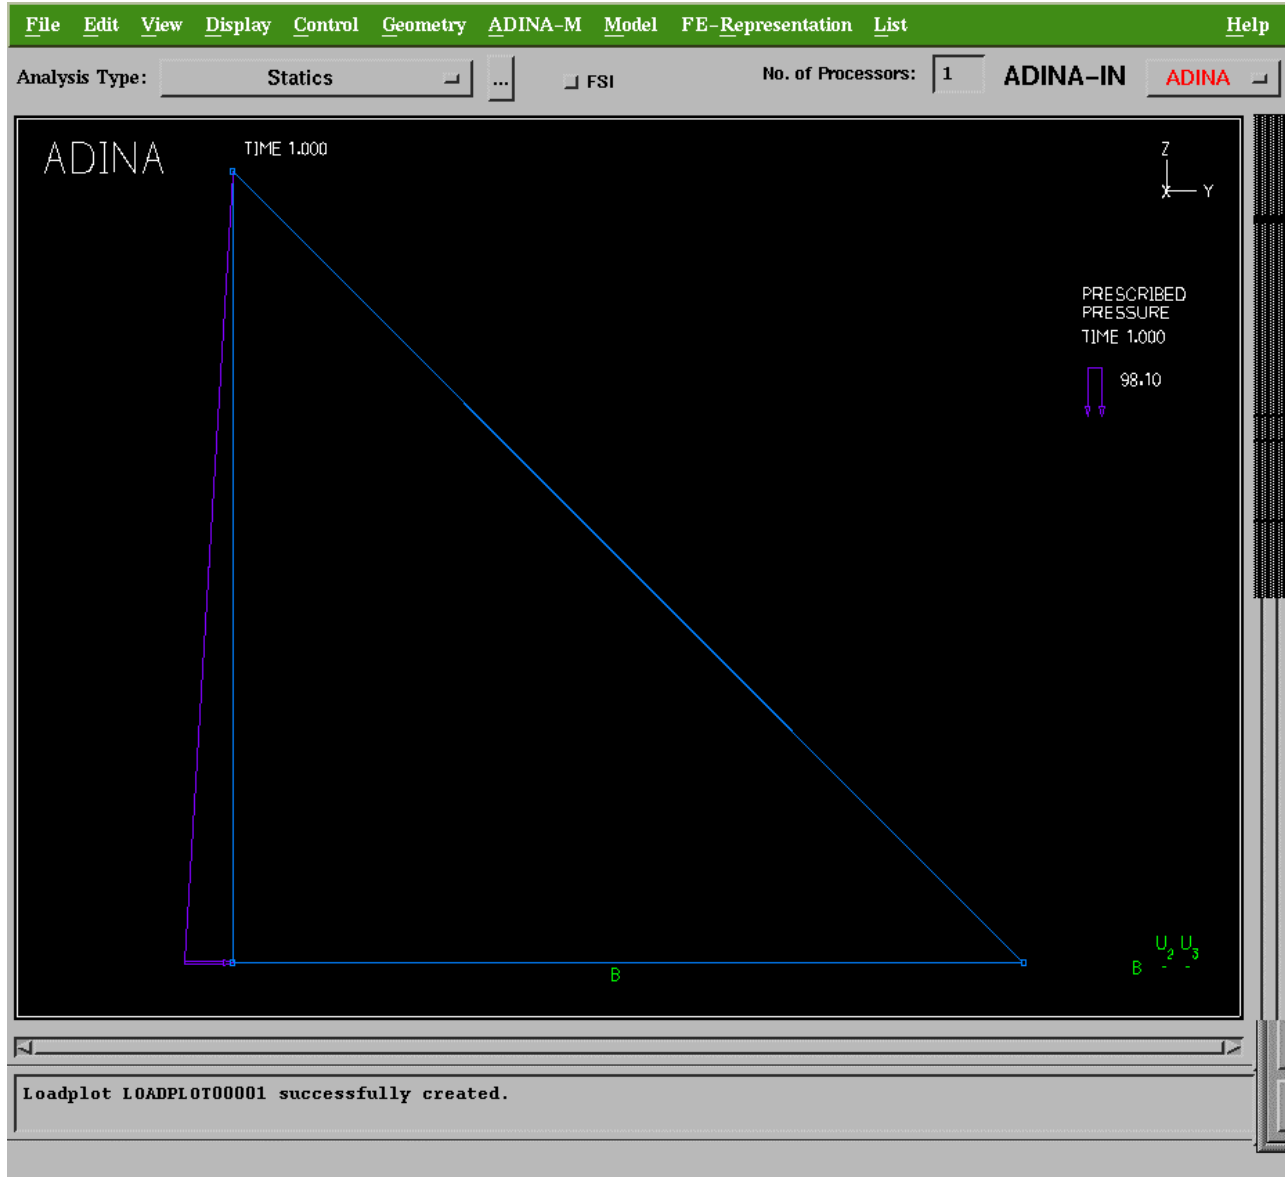 File Edit View Display Control Geometry ADINA-M Model FE-Representation List Help
Analysis Type: Statics ... FSI No. of Processors: 1 ADINA-IN ADINA
ADINA
TIME 1.000
Z
X Y
PRESCRIBED
PRESSURE
TIME 1.000
98.10
U2 U3
B - -
B
Loadplot LOADPLOT00001 successfully created.